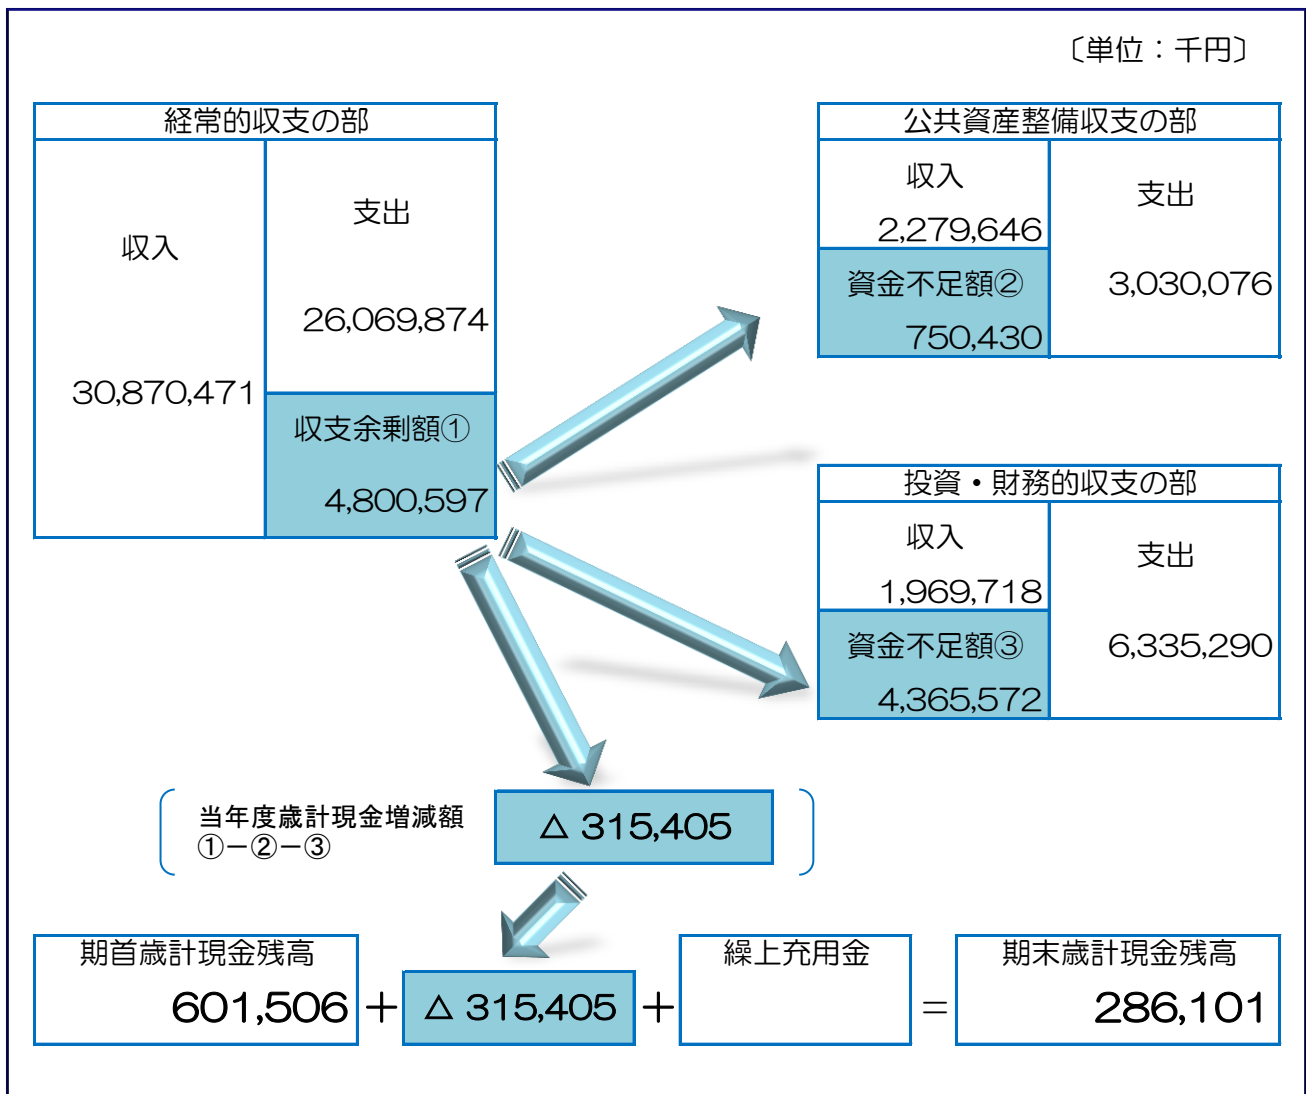 〔単位：千円〕
経常的収支の部
収入
30,870,471
支出
26,069,874
収支余剰額①
4,800,597
公共資産整備収支の部
収入
2,279,646
資金不足額②
750,430
支出
3,030,076
投資・財務的収支の部
収入
1,969,718
資金不足額③
4,365,572
支出
6,335,290
当年度歳計現金増減額
①－②－③
△ 315,405
期首歳計現金残高
601,506
＋
△ 315,405
＋
繰上充用金
＝
期末歳計現金残高
286,101